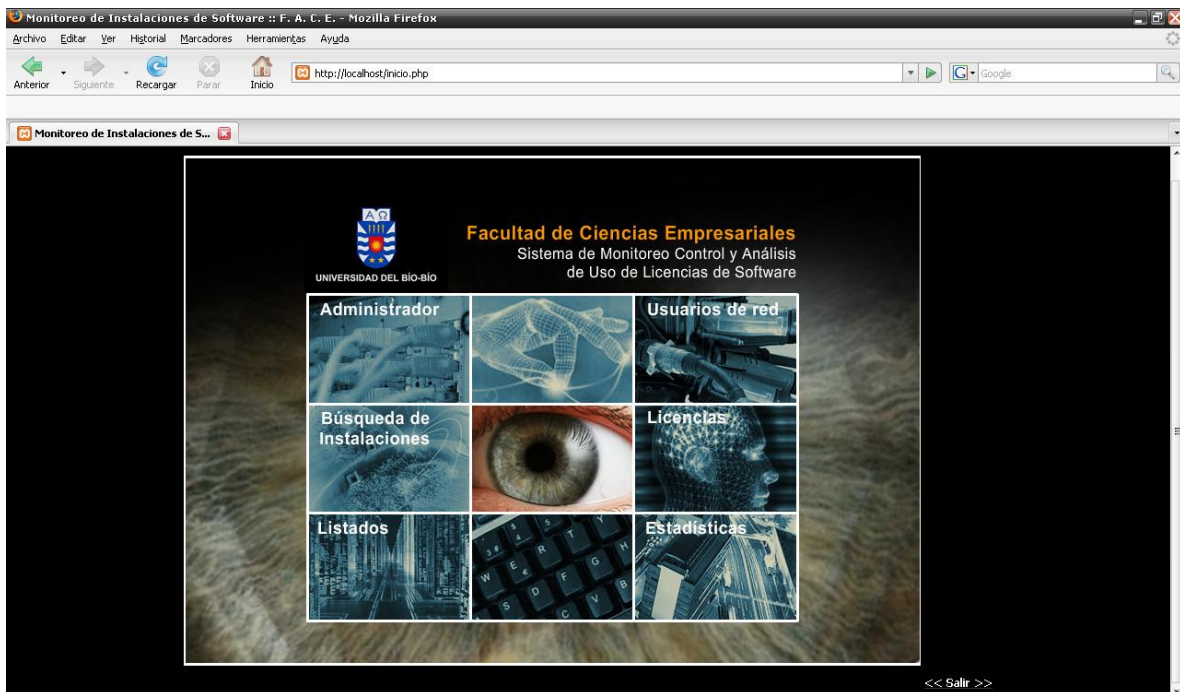 Monitoreo de Instalaciones de Software :: F. A. C. E. - Mozilla Firefox
Archivo Editar Ver Historial Marcadores Herramientas Ayuda
Anterior Siguiente Recargar Parar Inicio
http://localhost/inicio.php
G Google
Monitoreo de Instalaciones de S...
ΑΩ
UNIVERSIDAD DEL BÍO-BÍO
Facultad de Ciencias Empresariales
Sistema de Monitoreo Control y Análisis
de Uso de Licencias de Software
Administrador
Usuarios de red
Búsqueda de
Instalaciones
Licencias
Listados
Estadísticas
<< Salir >>